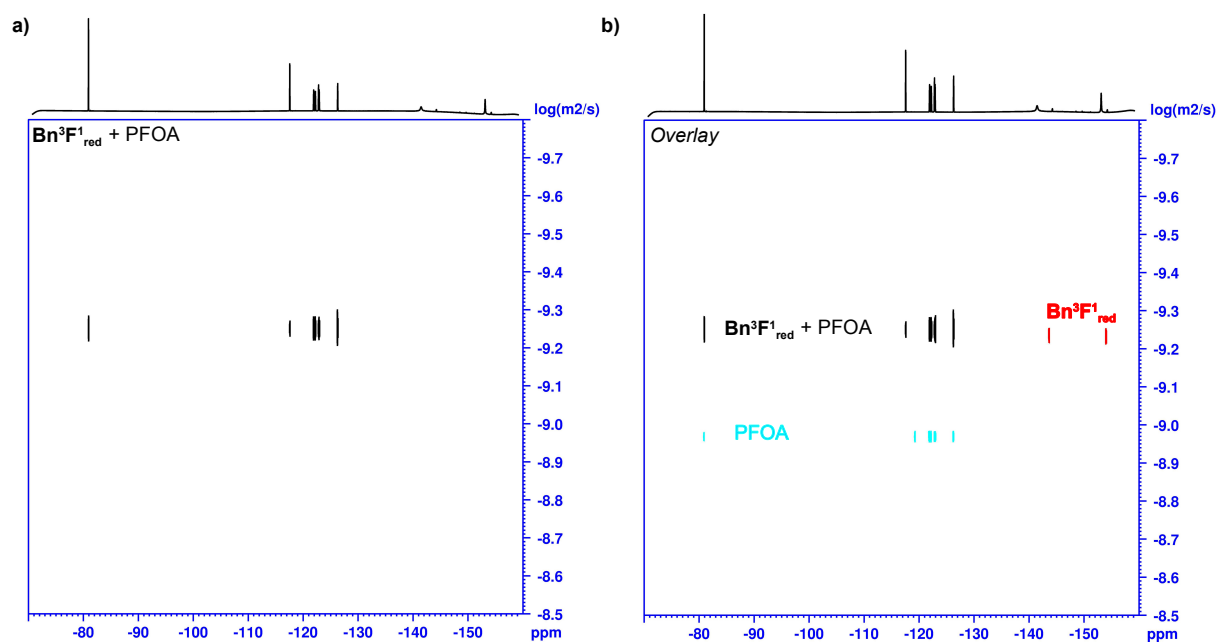 a)
log(m2/s)
Bn³F¹red + PFOA
-9.7
-9.6
-9.5
-9.4
-9.3
-9.2
-9.1
-9.0
-8.9
-8.8
-8.7
-8.6
-8.5
-80 -90 -100 -110 -120 -130 -140 -150 ppm
b)
log(m2/s)
Overlay
-9.7
-9.6
-9.5
-9.4
-9.3
Bn³F¹red
Bn³F¹red + PFOA
-9.2
-9.1
-9.0
PFOA
-8.9
-8.8
-8.7
-8.6
-8.5
-80 -90 -100 -110 -120 -130 -140 -150 ppm